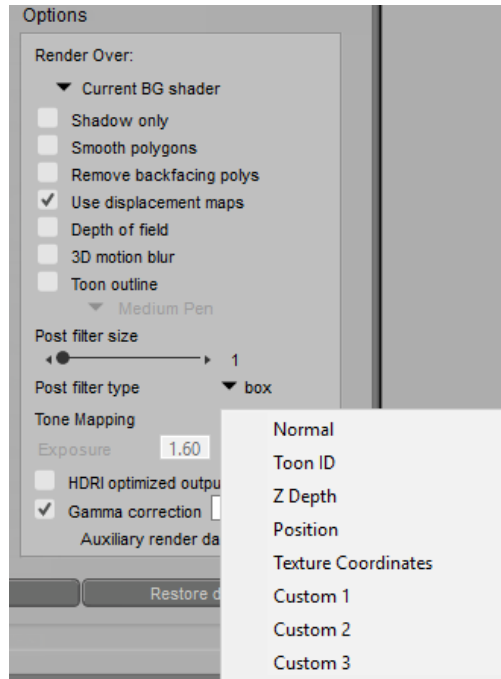 Options
Render Over:
Current BG shader
Shadow only
Smooth polygons
Remove backfacing polys
Use displacement maps
Depth of field
3D motion blur
Toon outline
Medium Pen
Post filter size
1
Post filter type box
Tone Mapping
Exposure 1.60
HDRI optimized outpu
Gamma correction
Auxiliary render da
Restore d
Normal
Toon ID
Z Depth
Position
Texture Coordinates
Custom 1
Custom 2
Custom 3